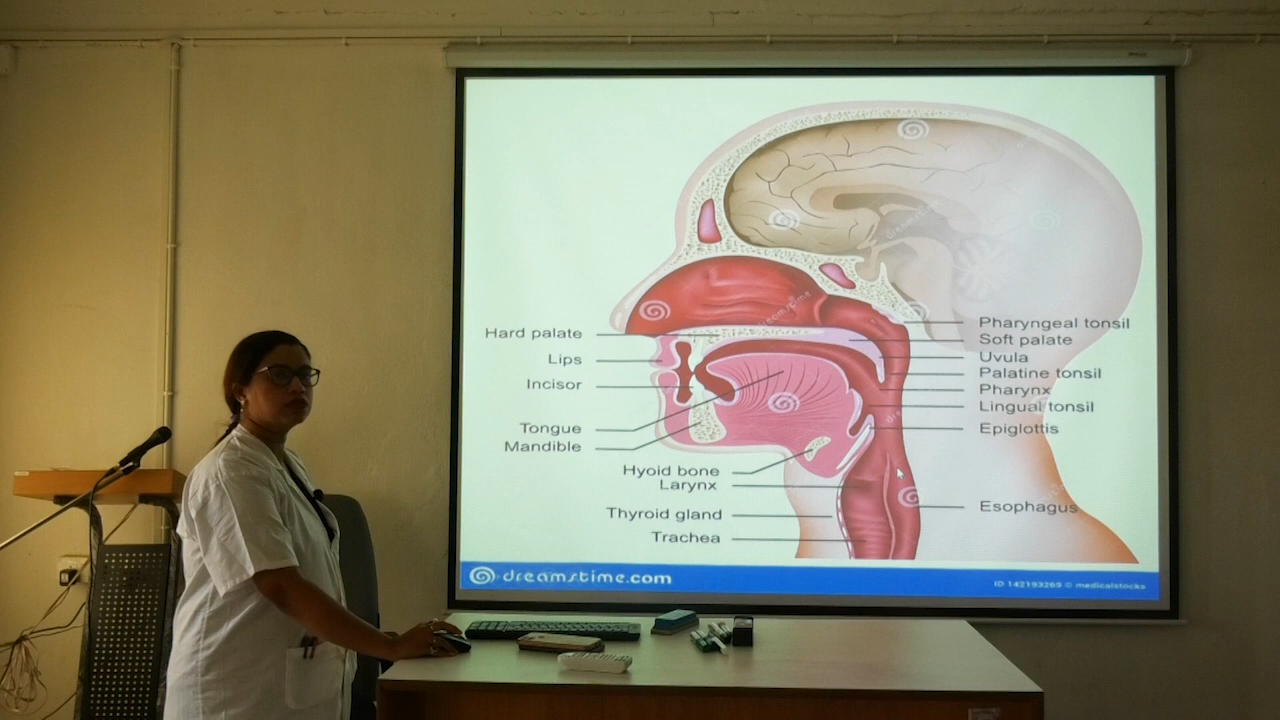 Hard palate
Lips
Incisor
Tongue
Mandible
Hyoid bone
Larynx
Thyroid gland
Trachea
Pharyngeal tonsil
Soft palate
Uvula
Palatine tonsil
Pharynx
Lingual tonsil
Epiglottis
Esophagus
dreamstime.com
ID 142193269 © medicalstocks